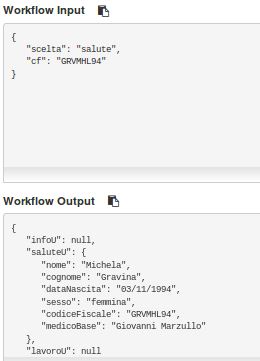 Workflow Input
{
"scelta": "salute",
"cf": "GRVMHL94"
}
Workflow Output
{
"infoU": null,
"saluteU": {
"nome": "Michela",
"cognome": "Gravina",
"dataNascita": "03/11/1994",
"sesso": "femmina",
"codiceFiscale": "GRVMHL94",
"medicoBase": "Giovanni Marzullo"
},
"lavoroU": null